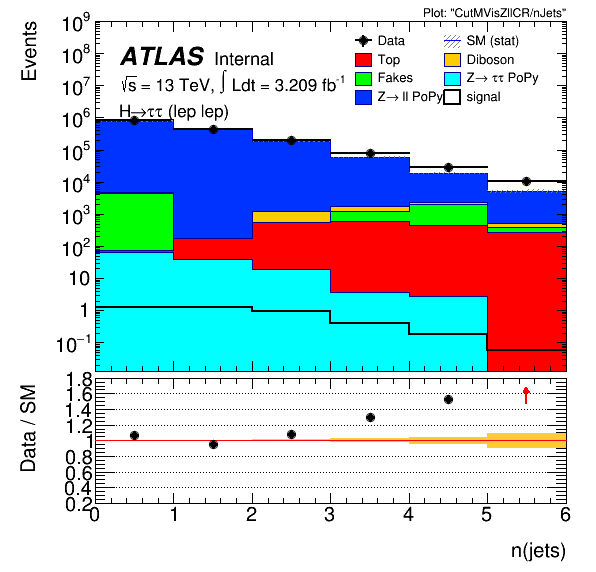 Plot: "CutMVisZllCR/nJets"
Events
10⁹
10⁸
10⁷
10⁶
10⁵
10⁴
10³
10²
10
1
10⁻¹
ATLAS Internal
√s = 13 TeV, ∫ Ldt = 3.209 fb⁻¹
H→ττ (lep lep)
Data
SM (stat)
Top
Diboson
Fakes
Z→ ττ PoPy
Z→ ll PoPy
signal
Data / SM
1.8
1.6
1.4
1.2
1
0.8
0.6
0.4
0.2
0 1 2 3 4 5 6
n(jets)